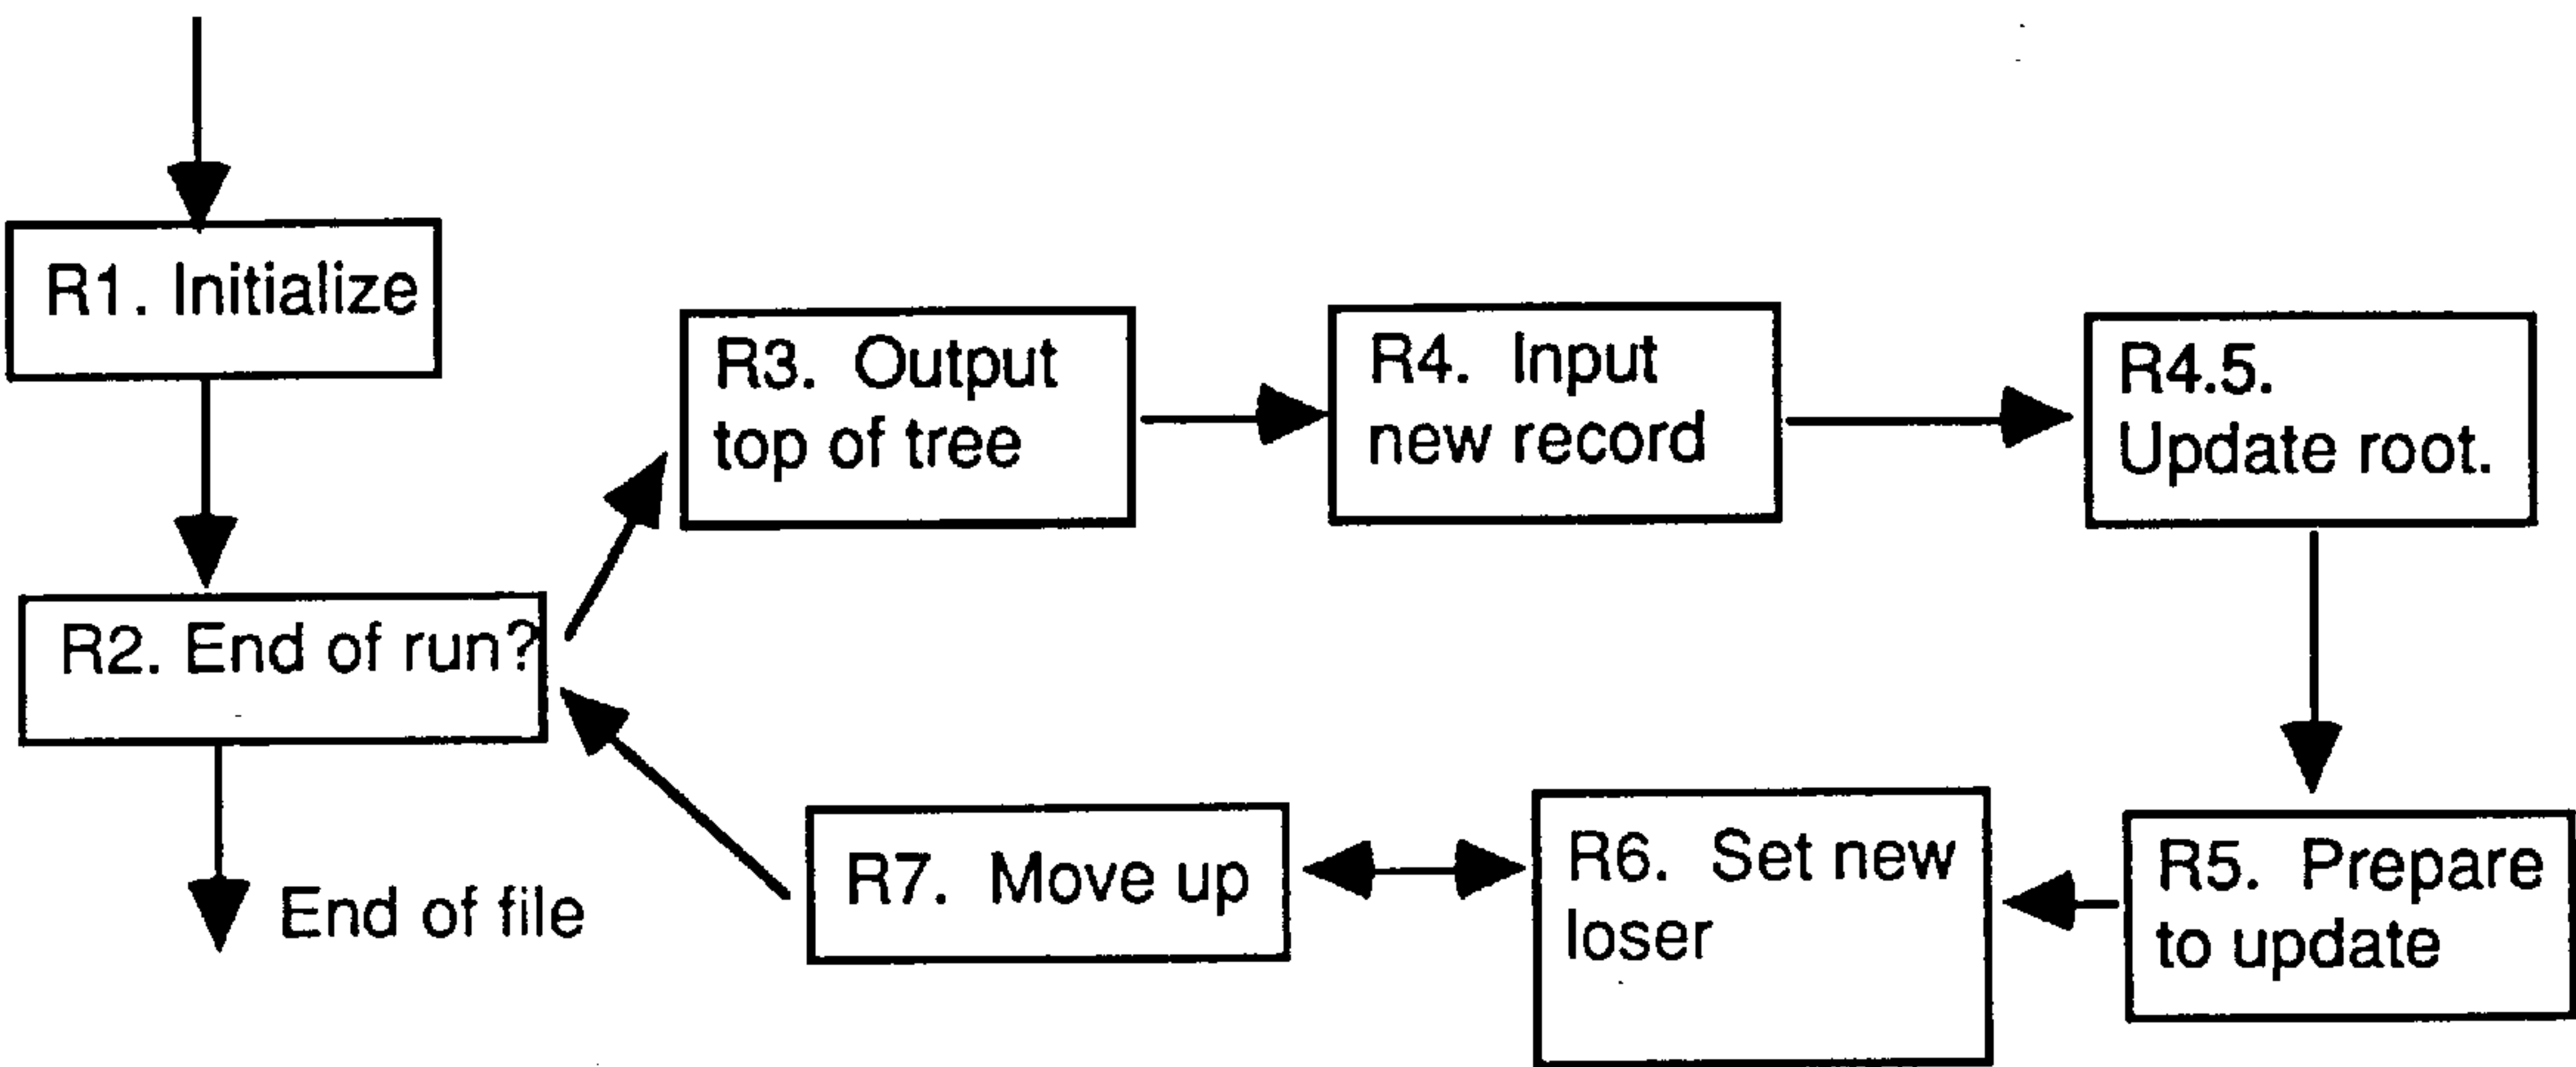 R1. Initialize
R3. Output
top of tree
R4. Input
new record
R4.5.
Update root.
R2. End of run?
End of file
R7. Move up
R6. Set new
loser
R5. Prepare
to update